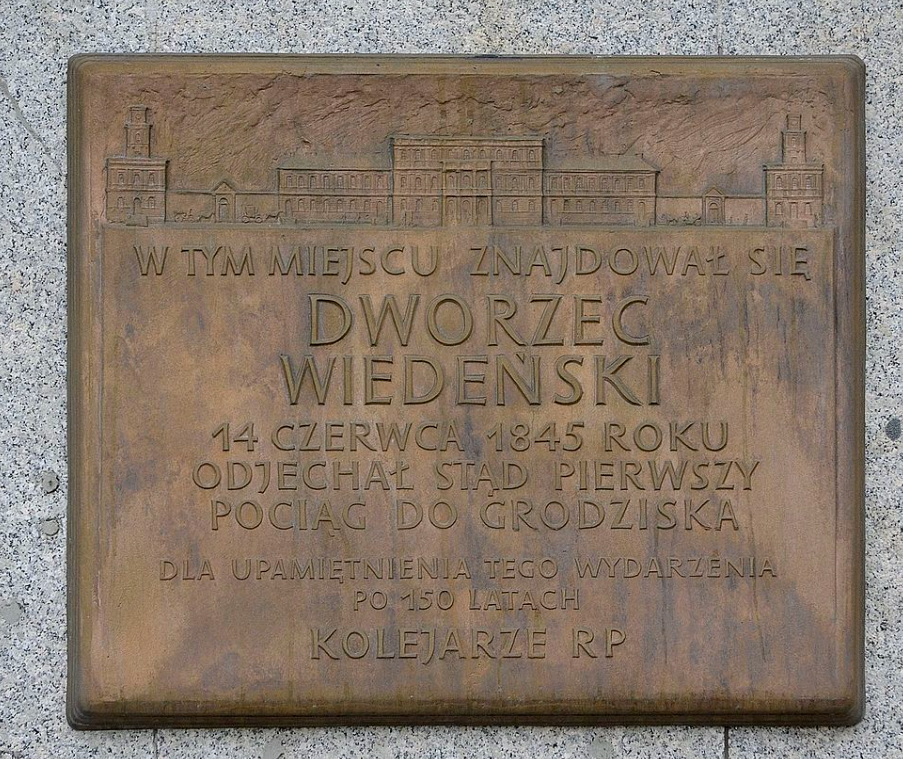 W TYM MIEJSCU ZNAJDOWAŁ SIĘ
DWORZEC
WIEDEŃSKI
14 CZERWCA 1845 ROKU
ODJECHAŁ STĄD PIERWSZY
POCIĄG DO GRODZISKA
DLA UPAMIĘTNIENIA TEGO WYDARZENIA
PO 150 LATACH
KOLEJARZE RP